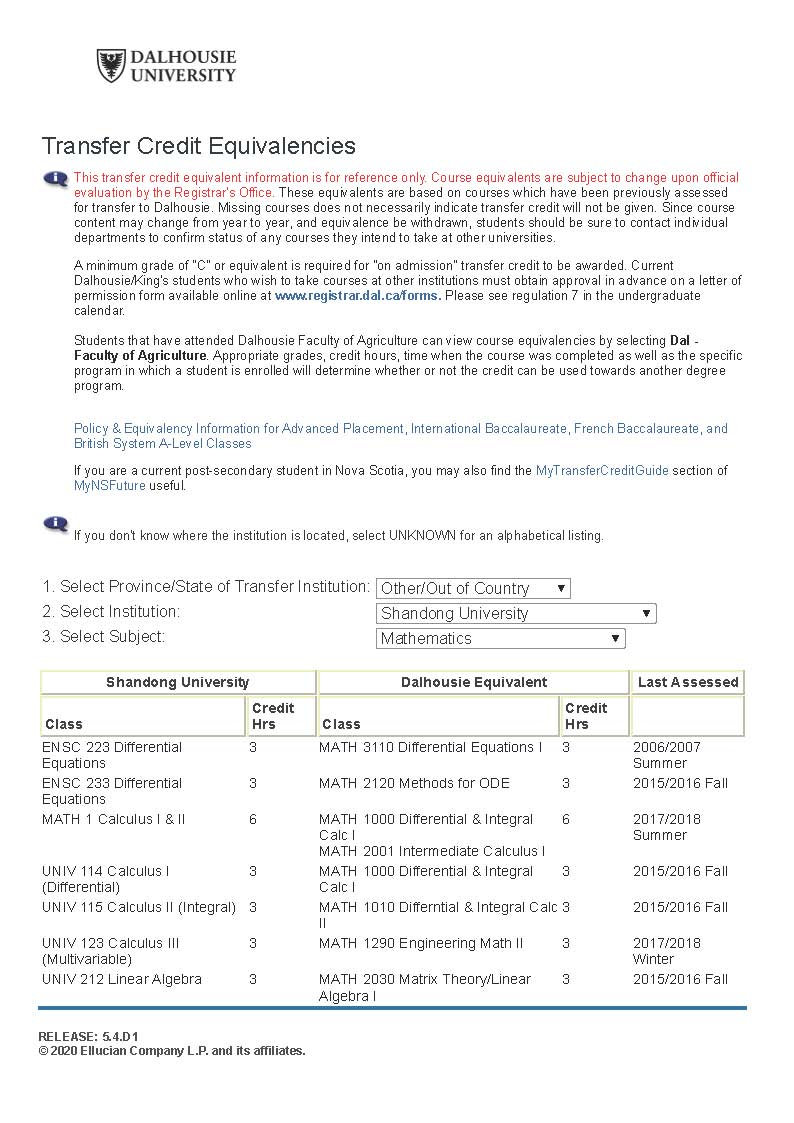 DALHOUSIE
UNIVERSITY
Transfer Credit Equivalencies
This transfer credit equivalent information is for reference only. Course equivalents are subject to change upon official
evaluation by the Registrar's Office. These equivalents are based on courses which have been previously assessed
for transfer to Dalhousie. Missing courses does not necessarily indicate transfer credit will not be given. Since course
content may change from year to year, and equivalence be withdrawn, students should be sure to contact individual
departments to confirm status of any courses they intend to take at other universities.
A minimum grade of "C" or equivalent is required for "on admission" transfer credit to be awarded. Current
Dalhousie/King's students who wish to take courses at other institutions must obtain approval in advance on a letter of
permission form available online at www.registrar.dal.ca/forms. Please see regulation 7 in the undergraduate
calendar.
Students that have attended Dalhousie Faculty of Agriculture can view course equivalencies by selecting Dal -
Faculty of Agriculture. Appropriate grades, credit hours, time when the course was completed as well as the specific
program in which a student is enrolled will determine whether or not the credit can be used towards another degree
program.
Policy & Equivalency Information for Advanced Placement, International Baccalaureate, French Baccalaureate, and
British System A-Level Classes
If you are a current post-secondary student in Nova Scotia, you may also find the MyTransferCreditGuide section of
MyNSFuture useful.
If you don't know where the institution is located, select UNKNOWN for an alphabetical listing.
1. Select Province/State of Transfer Institution: Other/Out of Country
2. Select Institution: Shandong University
3. Select Subject: Mathematics
Shandong University Dalhousie Equivalent Last Assessed
Class Credit Hrs Class Credit Hrs
ENSC 223 Differential 3 MATH 3110 Differential Equations I 3 2006/2007
Equations Summer
ENSC 233 Differential 3 MATH 2120 Methods for ODE 3 2015/2016 Fall
Equations
MATH 1 Calculus I & II 6 MATH 1000 Differential & Integral 6 2017/2018
Calc I Summer
MATH 2001 Intermediate Calculus I
UNIV 114 Calculus I 3 MATH 1000 Differential & Integral 3 2015/2016 Fall
(Differential) Calc I
UNIV 115 Calculus II (Integral) 3 MATH 1010 Differntial & Integral Calc 3 2015/2016 Fall
II
UNIV 123 Calculus III 3 MATH 1290 Engineering Math II 3 2017/2018
(Multivariable) Winter
UNIV 212 Linear Algebra 3 MATH 2030 Matrix Theory/Linear 3 2015/2016 Fall
Algebra I
RELEASE: 5.4.D1
© 2020 Ellucian Company L.P. and its affiliates.